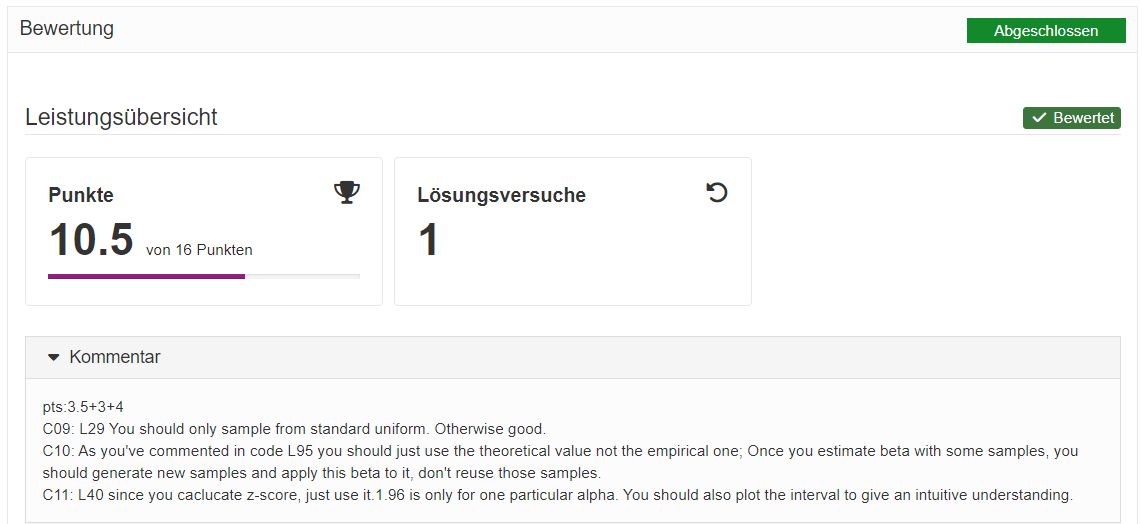 Bewertung
Abgeschlossen
Leistungsübersicht
Bewertet
Punkte
10.5 von 16 Punkten
Lösungsversuche
1
Kommentar
pts:3.5+3+4
C09: L29 You should only sample from standard uniform. Otherwise good.
C10: As you've commented in code L95 you should just use the theoretical value not the empirical one; Once you estimate beta with some samples, you
should generate new samples and apply this beta to it, don't reuse those samples.
C11: L40 since you caclucate z-score, just use it.1.96 is only for one particular alpha. You should also plot the interval to give an intuitive understanding.